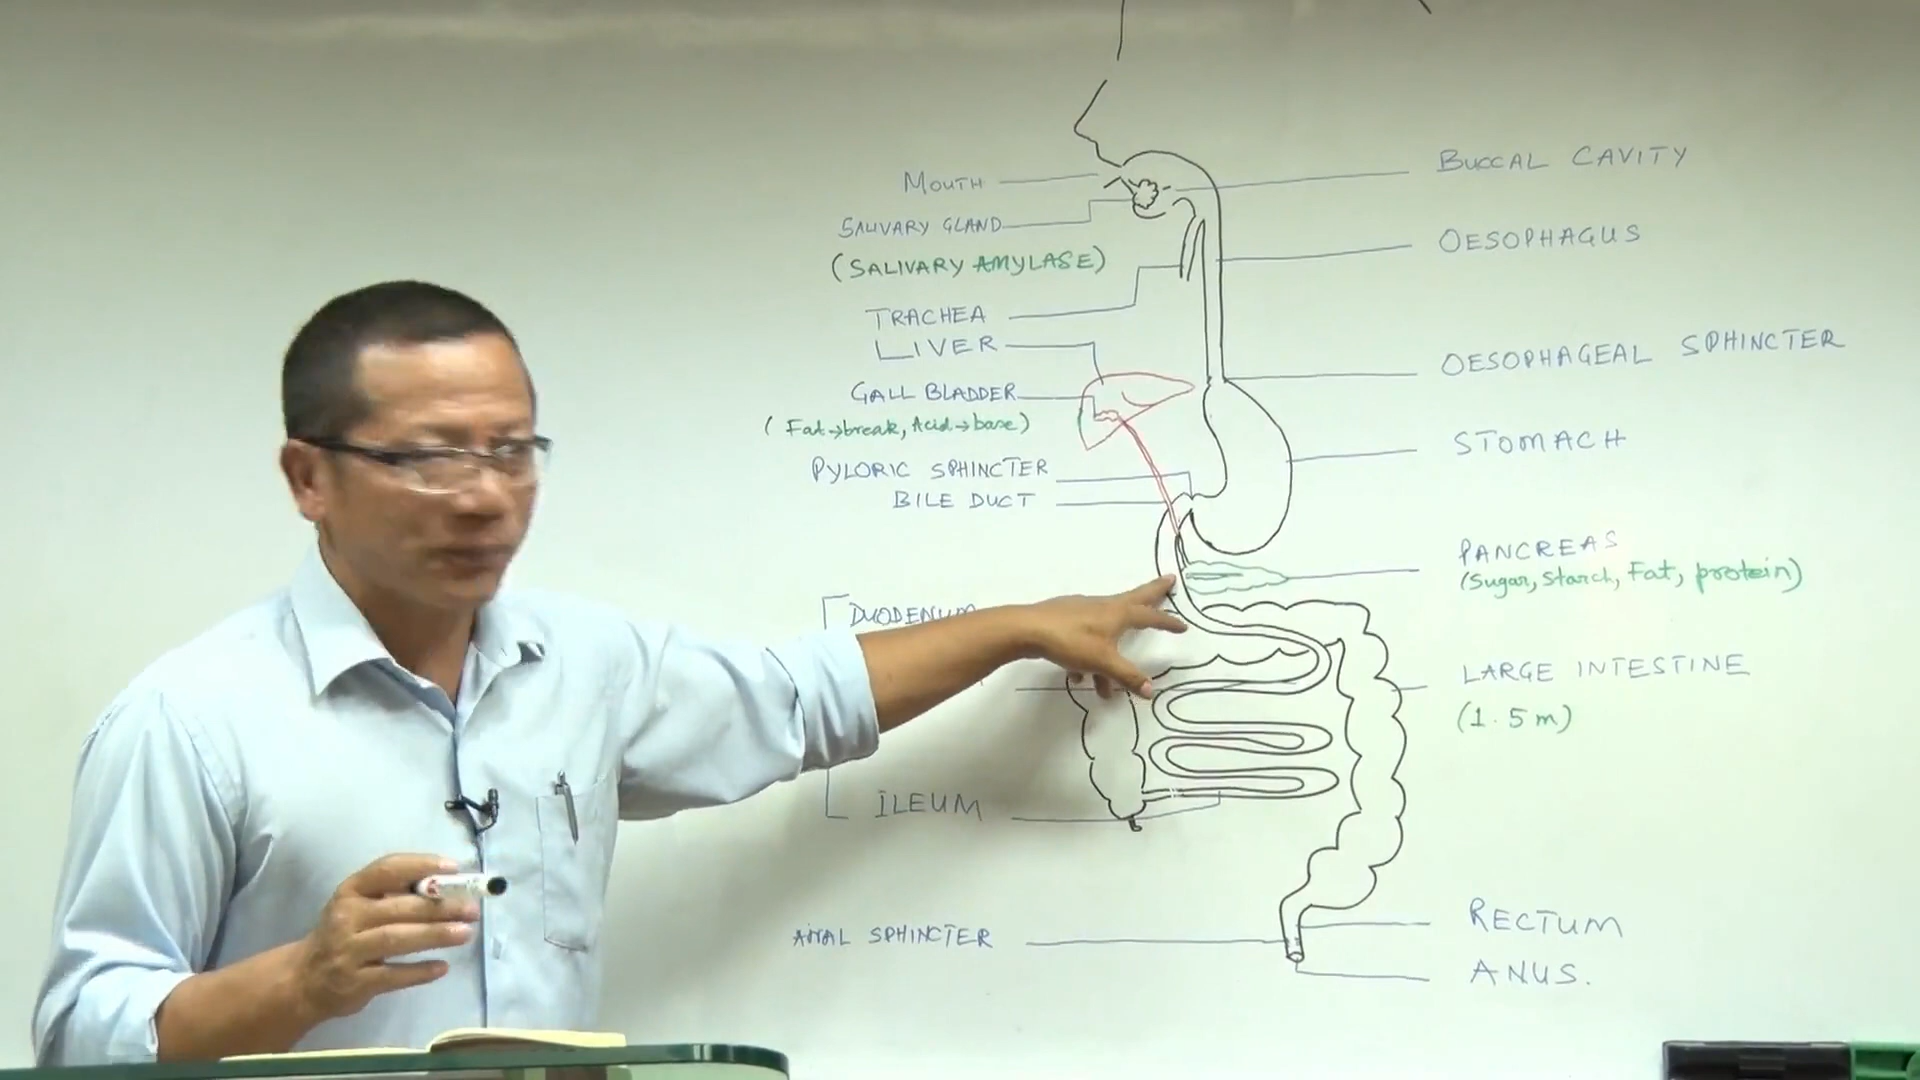 MOUTH
SALIVARY GLAND
(SALIVARY AMYLASE)
TRACHEA
LIVER
GALL BLADDER
(Fat→break, Acid→base)
PYLORIC SPHINCTER
BILE DUCT
DUODENUM
ILEUM
ANAL SPHINCTER
BUCCAL CAVITY
OESOPHAGUS
OESOPHAGEAL SPHINCTER
STOMACH
PANCREAS
(Sugar, Starch, Fat, protein)
LARGE INTESTINE
(1.5m)
RECTUM
ANUS.